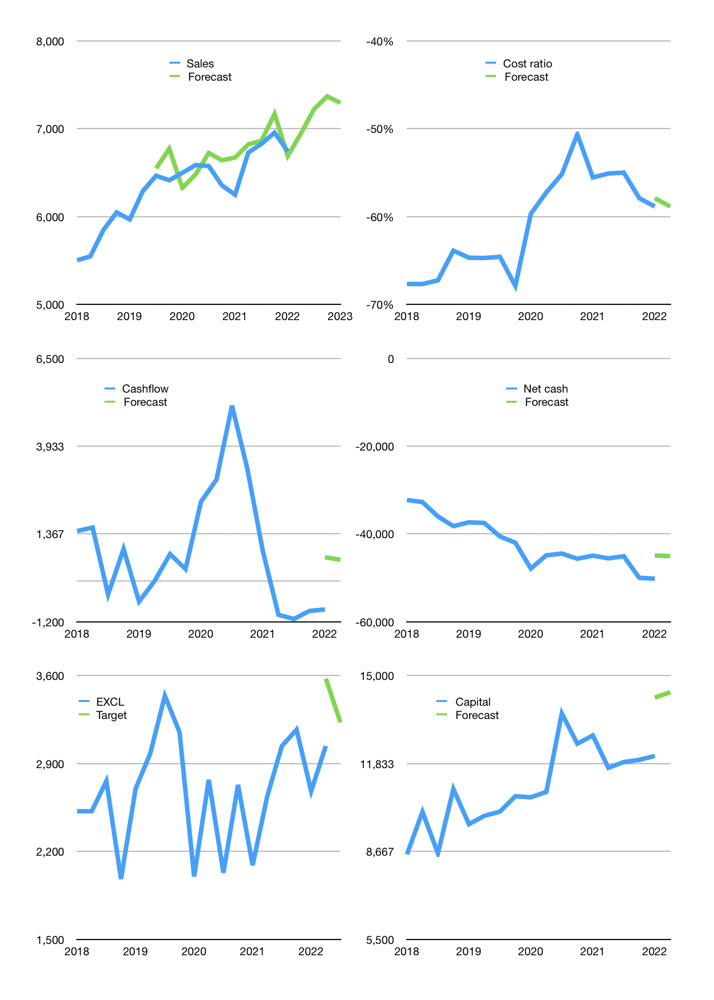 8,000
Sales
Forecast
7,000
6,000
5,000
2018 2019 2020 2021 2022 2023
-40%
Cost ratio
Forecast
-50%
-60%
-70%
2018 2019 2020 2021 2022
6,500
Cashflow
Forecast
3,933
1,367
-1,200
2018 2019 2020 2021 2022
0
Net cash
Forecast
-20,000
-40,000
-60,000
2018 2019 2020 2021 2022
3,600
EXCL
Target
2,900
2,200
1,500
2018 2019 2020 2021 2022
15,000
Capital
Forecast
11,833
8,667
5,500
2018 2019 2020 2021 2022